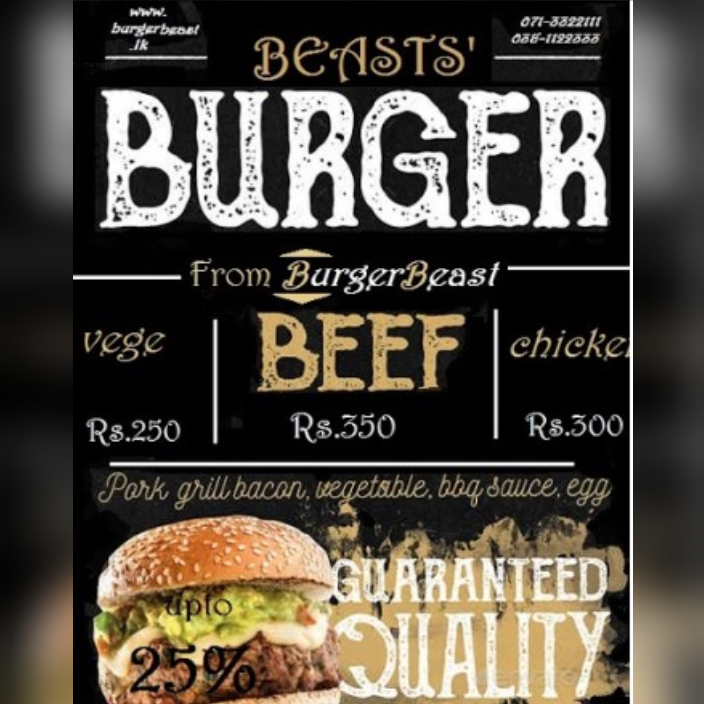 www.
burgerbeast
.lk
071-3322111
038-1122333
BEASTS'
BURGER
From BurgerBeast
vege
BEEF
chicke
Rs.250
Rs.350
Rs.300
Pork grill bacon, vegetable, bbq sauce, egg
GUARANTEED
QUALITY
upto
25%